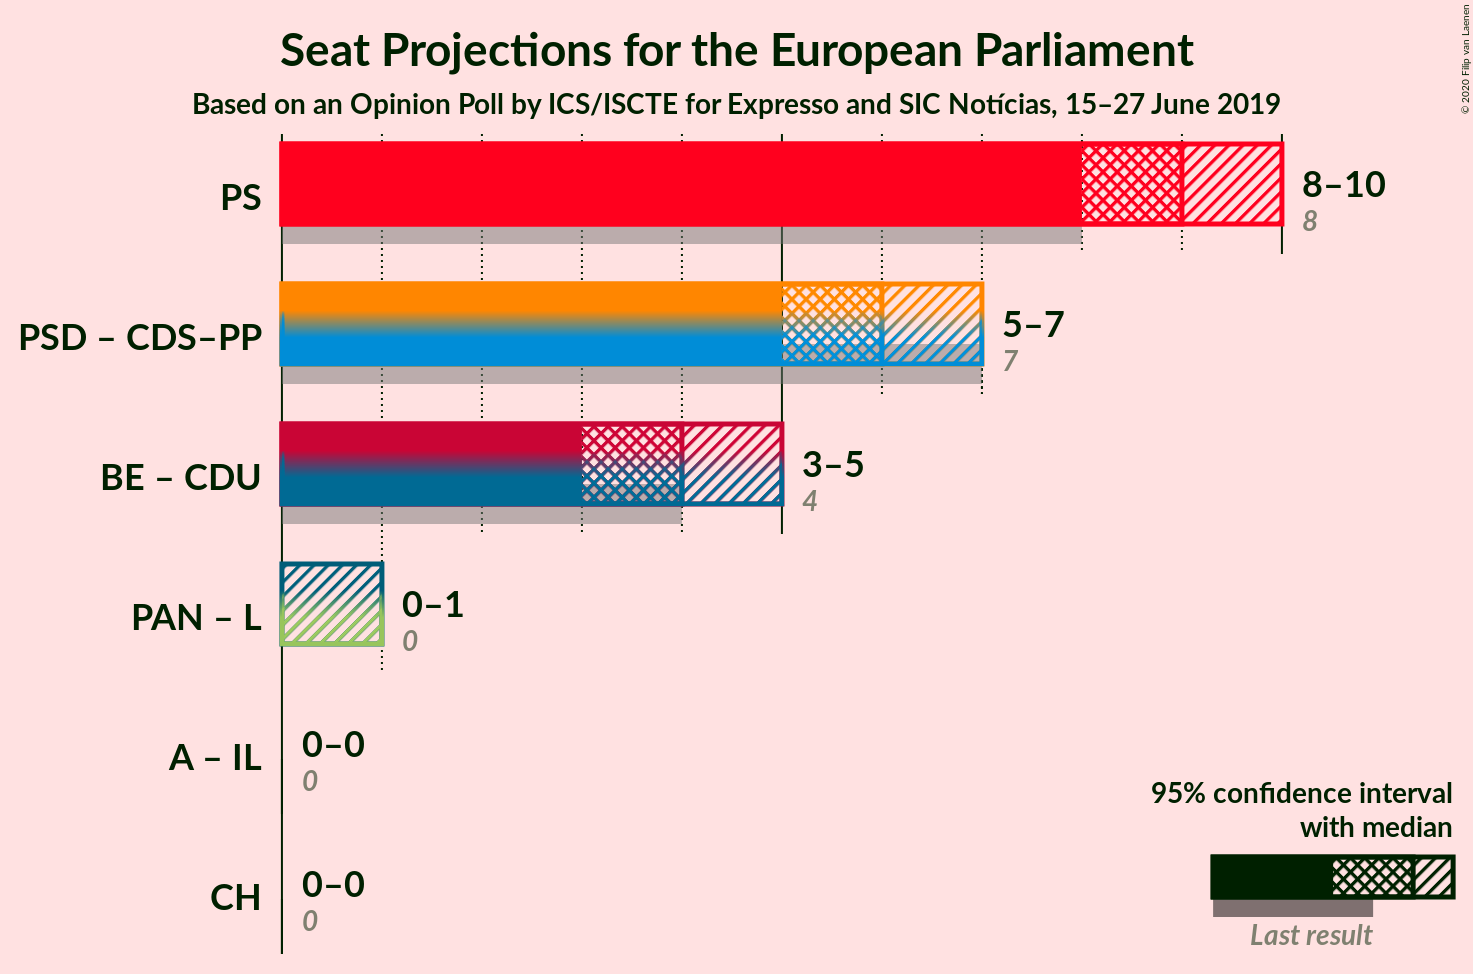 Seat Projections for the European Parliament
Based on an Opinion Poll by ICS/ISCTE for Expresso and SIC Notícias, 15–27 June 2019
© 2020 Filip van Laenen
PS
8–10
8
PSD – CDS–PP
5–7
7
BE – CDU
3–5
4
PAN – L
0–1
0
A – IL
0–0
0
CH
0–0
0
95% confidence interval
with median
Last result